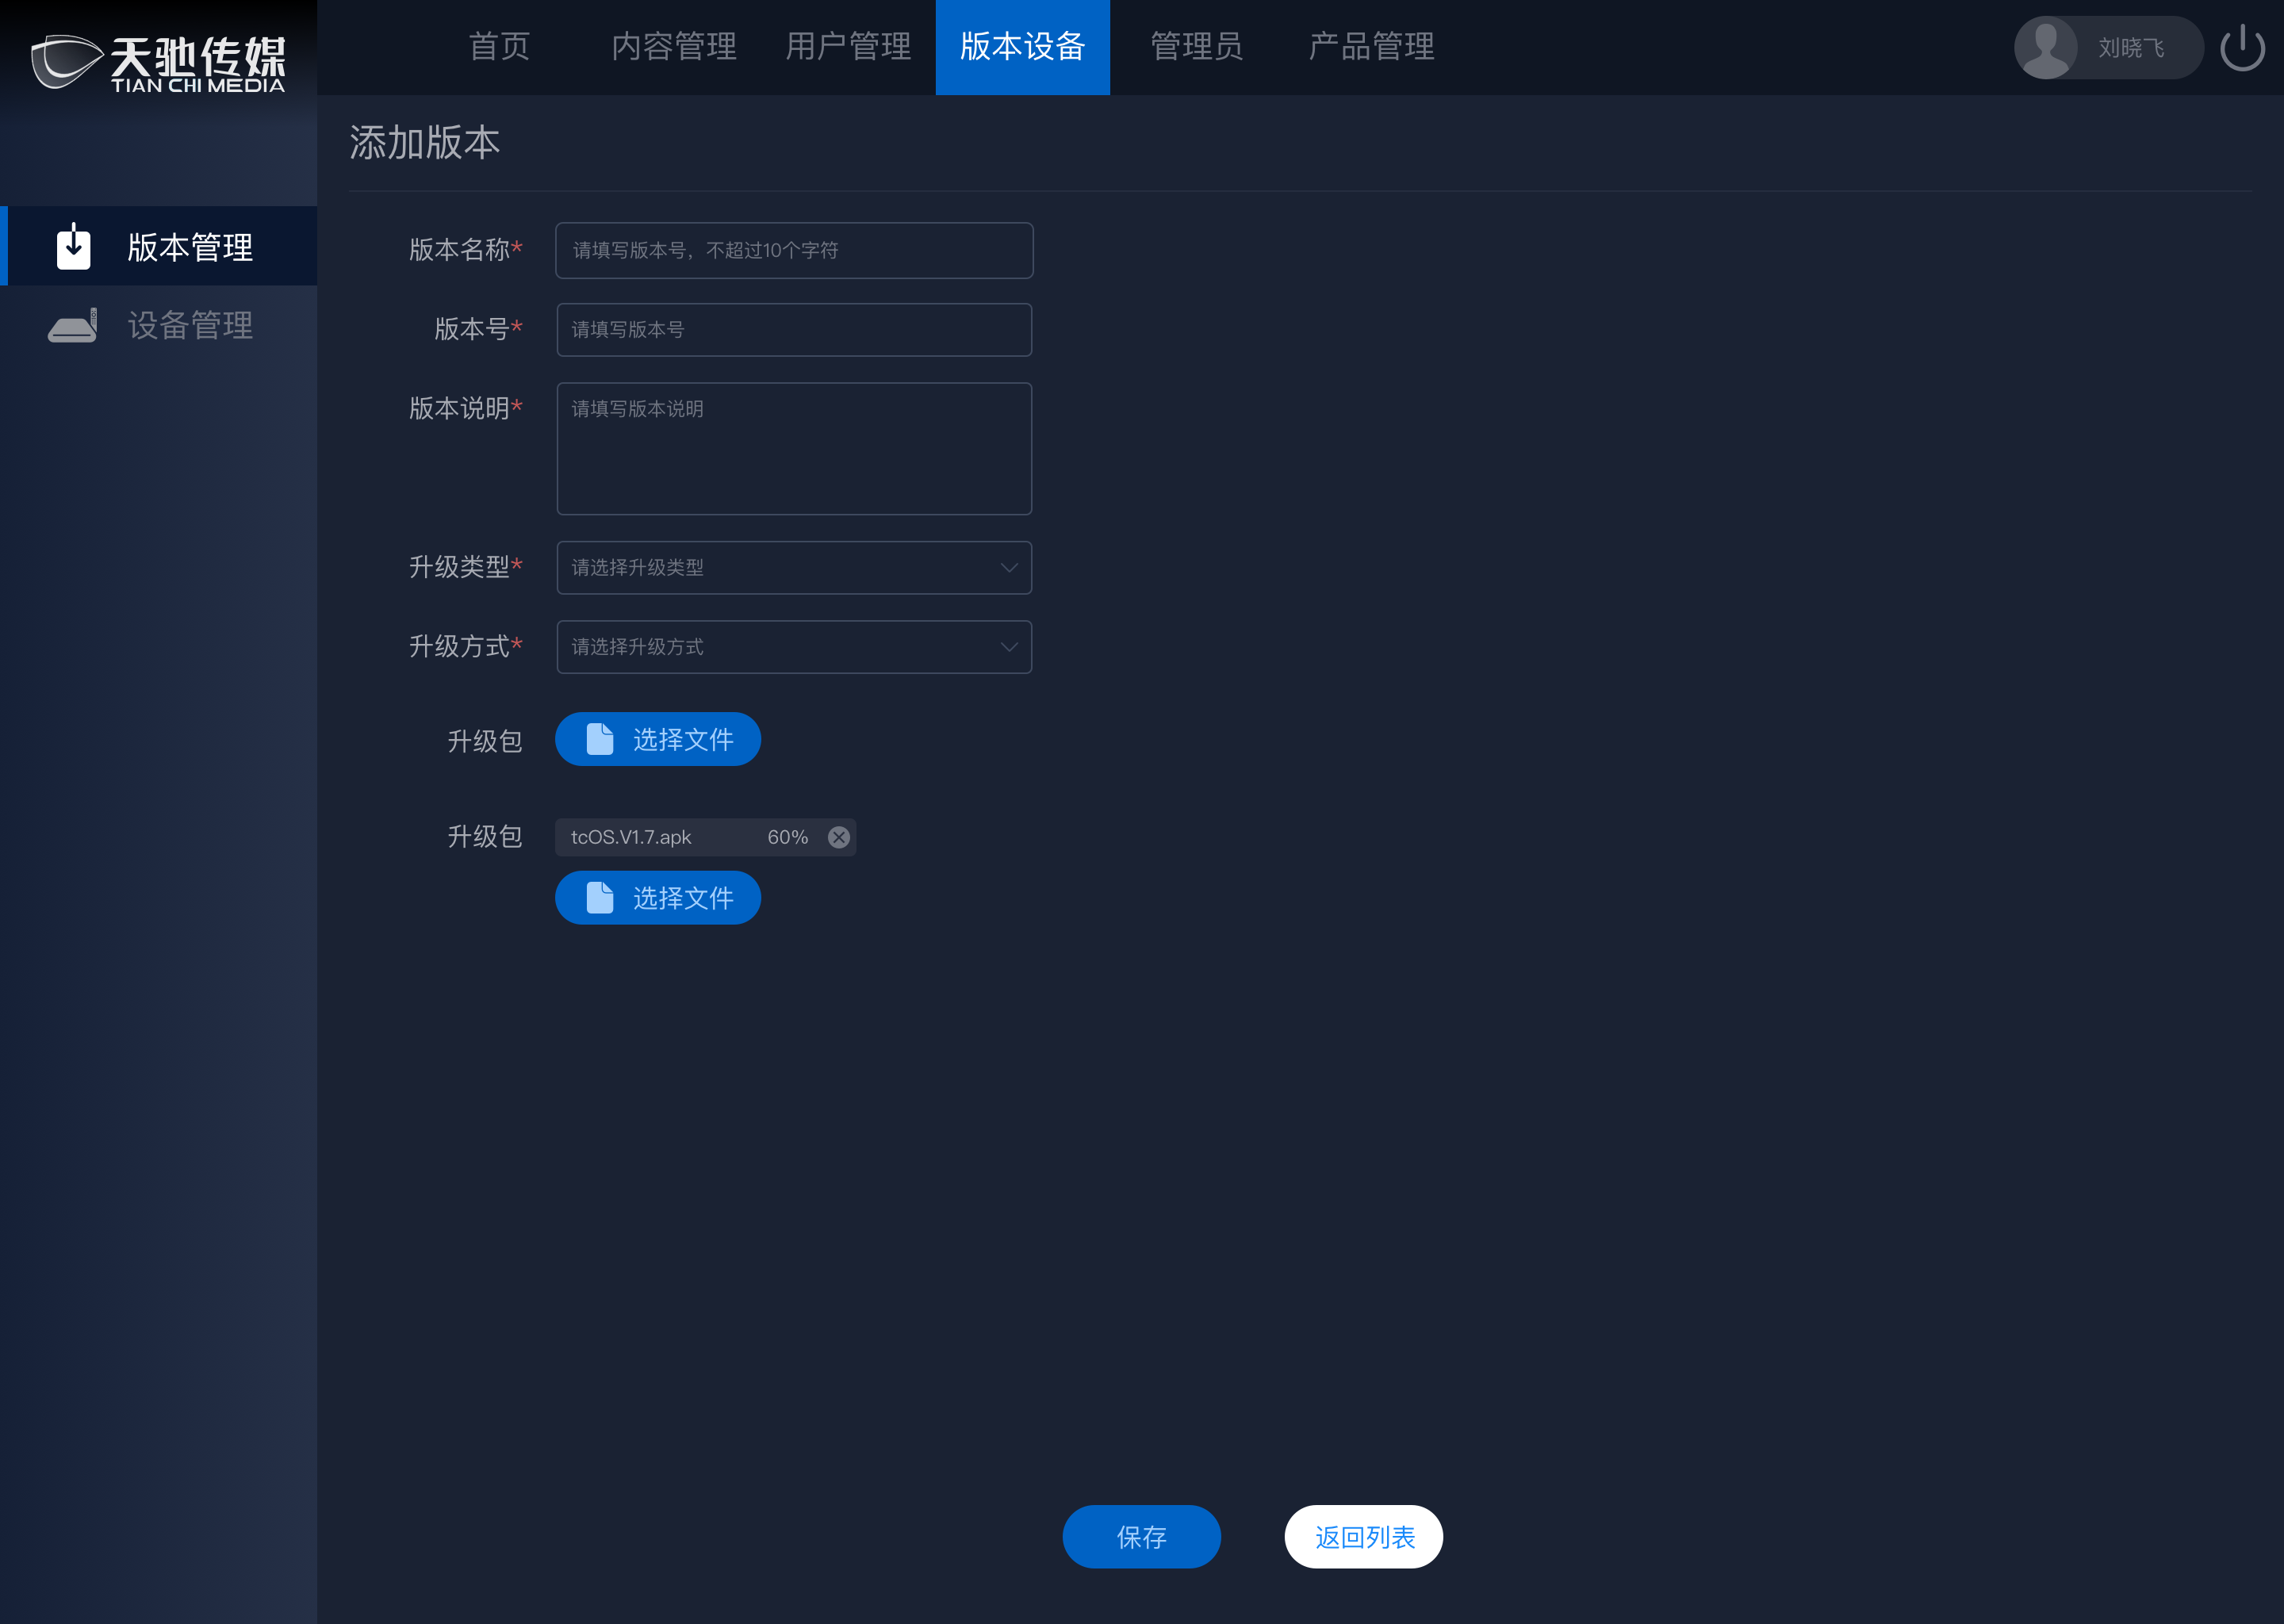 天驰传媒
TIAN CHI MEDIA
首页 内容管理 用户管理 版本设备 管理员 产品管理 刘晓飞
版本管理
设备管理
添加版本
版本名称* 请填写版本号，不超过10个字符
版本号* 请填写版本号
版本说明* 请填写版本说明
升级类型* 请选择升级类型
升级方式* 请选择升级方式
升级包 选择文件
升级包 tcOS.V1.7.apk 60%
选择文件
保存 返回列表